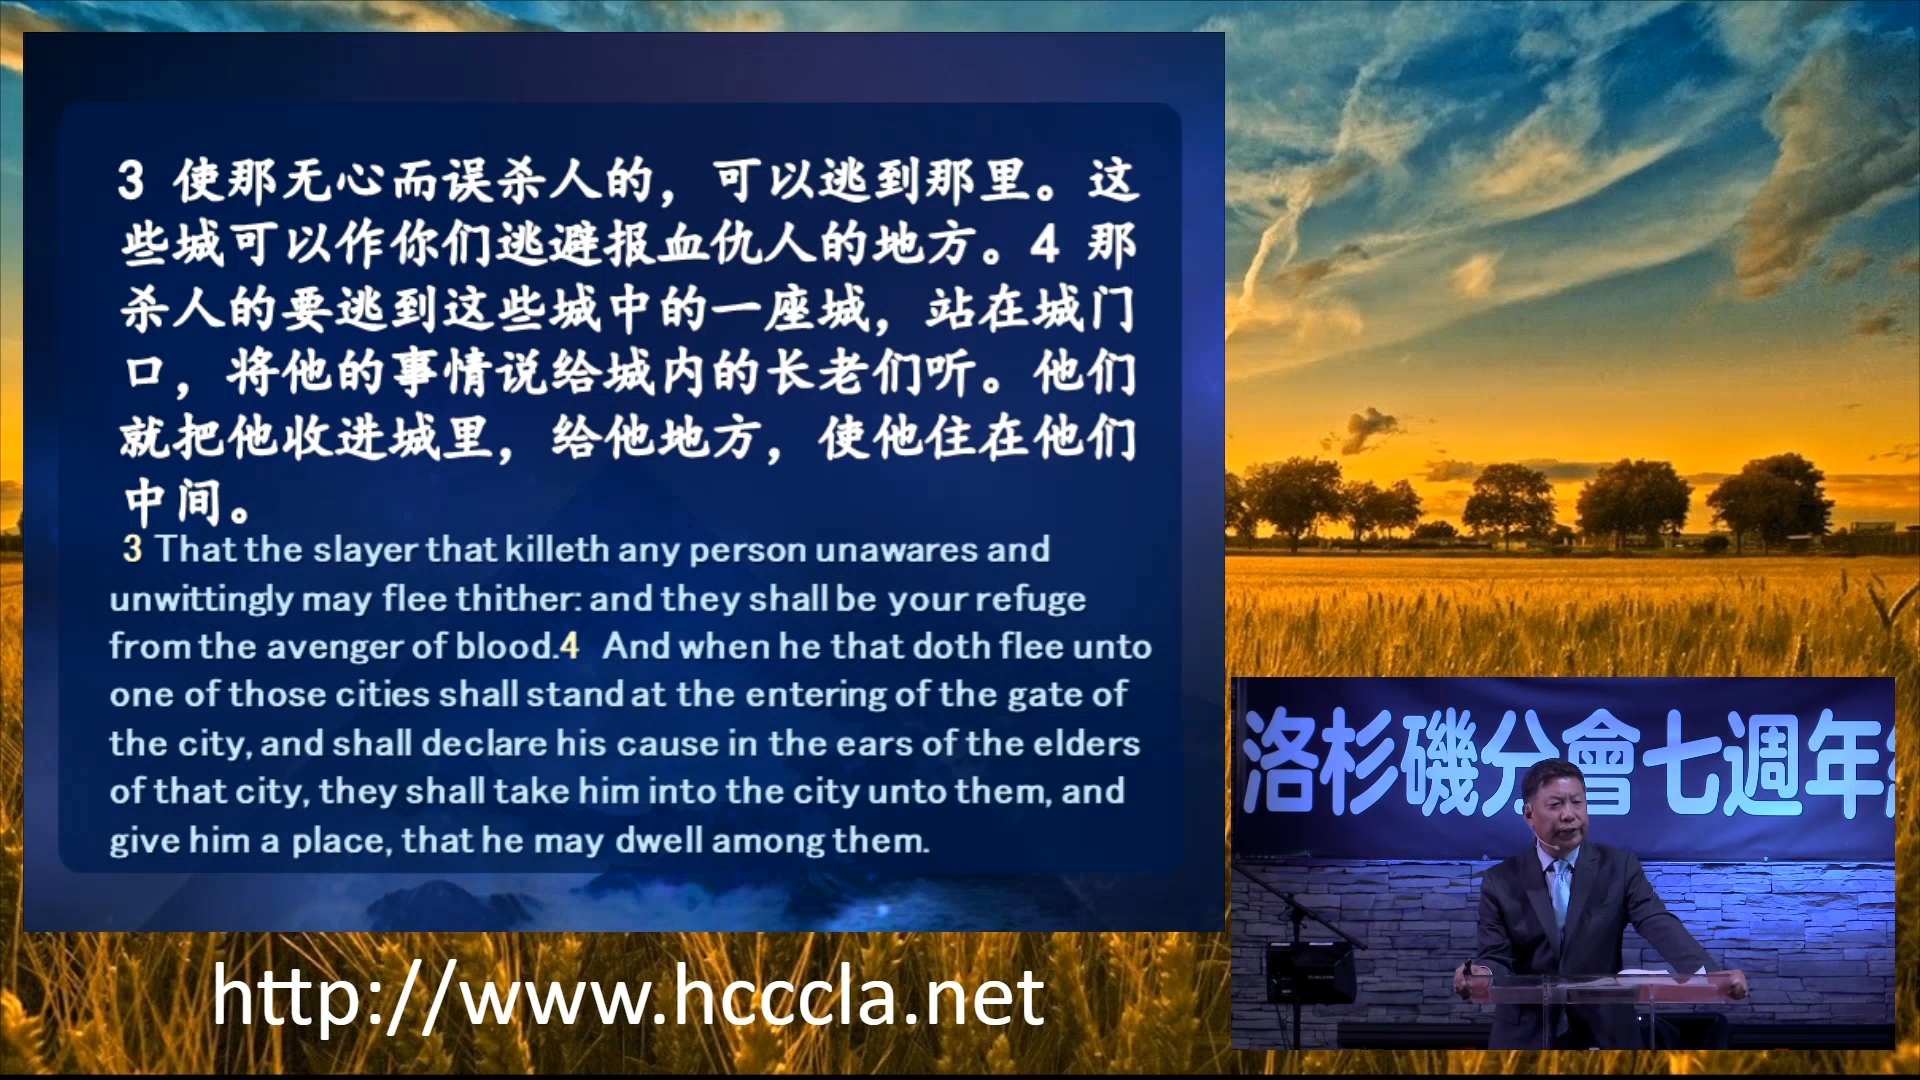 3 使那无心而误杀人的，可以逃到那里。这
些城可以作你们逃避报血仇人的地方。4 那
杀人的要逃到这些城中的一座城，站在城门
口，将他的事情说给城内的长老们听。他们
就把他收进城里，给他地方，使他住在他们
中间。
3 That the slayer that killeth any person unawares and
unwittingly may flee thither: and they shall be your refuge
from the avenger of blood.4 And when he that doth flee unto
one of those cities shall stand at the entering of the gate of
the city, and shall declare his cause in the ears of the elders
of that city, they shall take him into the city unto them, and
give him a place, that he may dwell among them.
洛杉磯分會七週年
http://www.hcccla.net